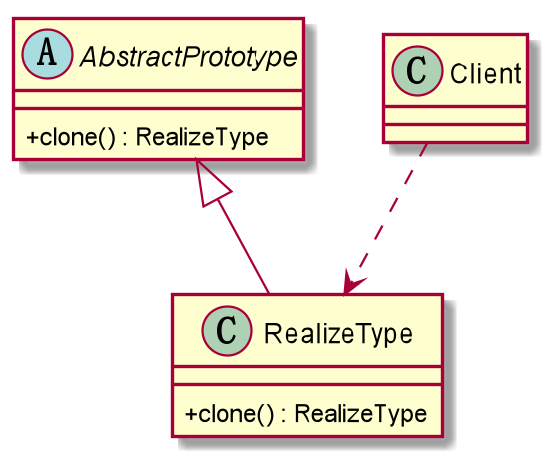 A AbstractPrototype
+clone() : RealizeType
C Client
C RealizeType
+clone() : RealizeType